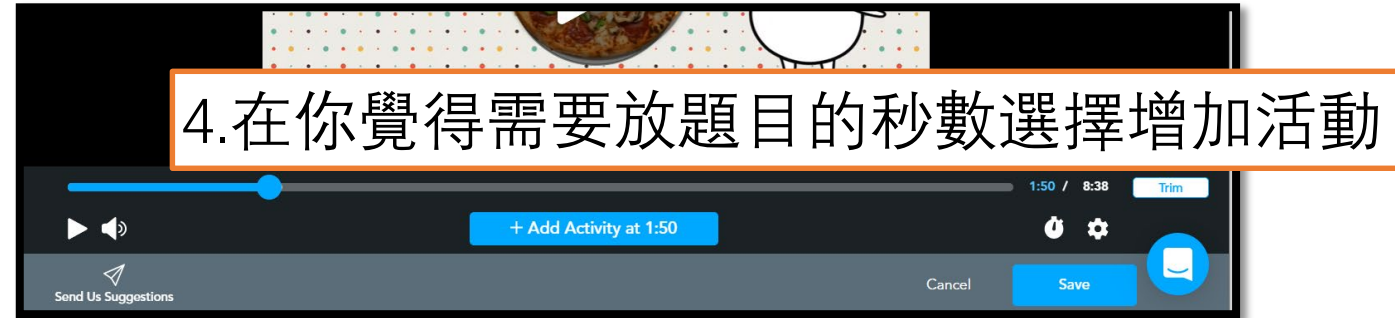 4.在你覺得需要放題目的秒數選擇增加活動
1:50 / 8:38 Trim
+ Add Activity at 1:50
Send Us Suggestions
Cancel Save